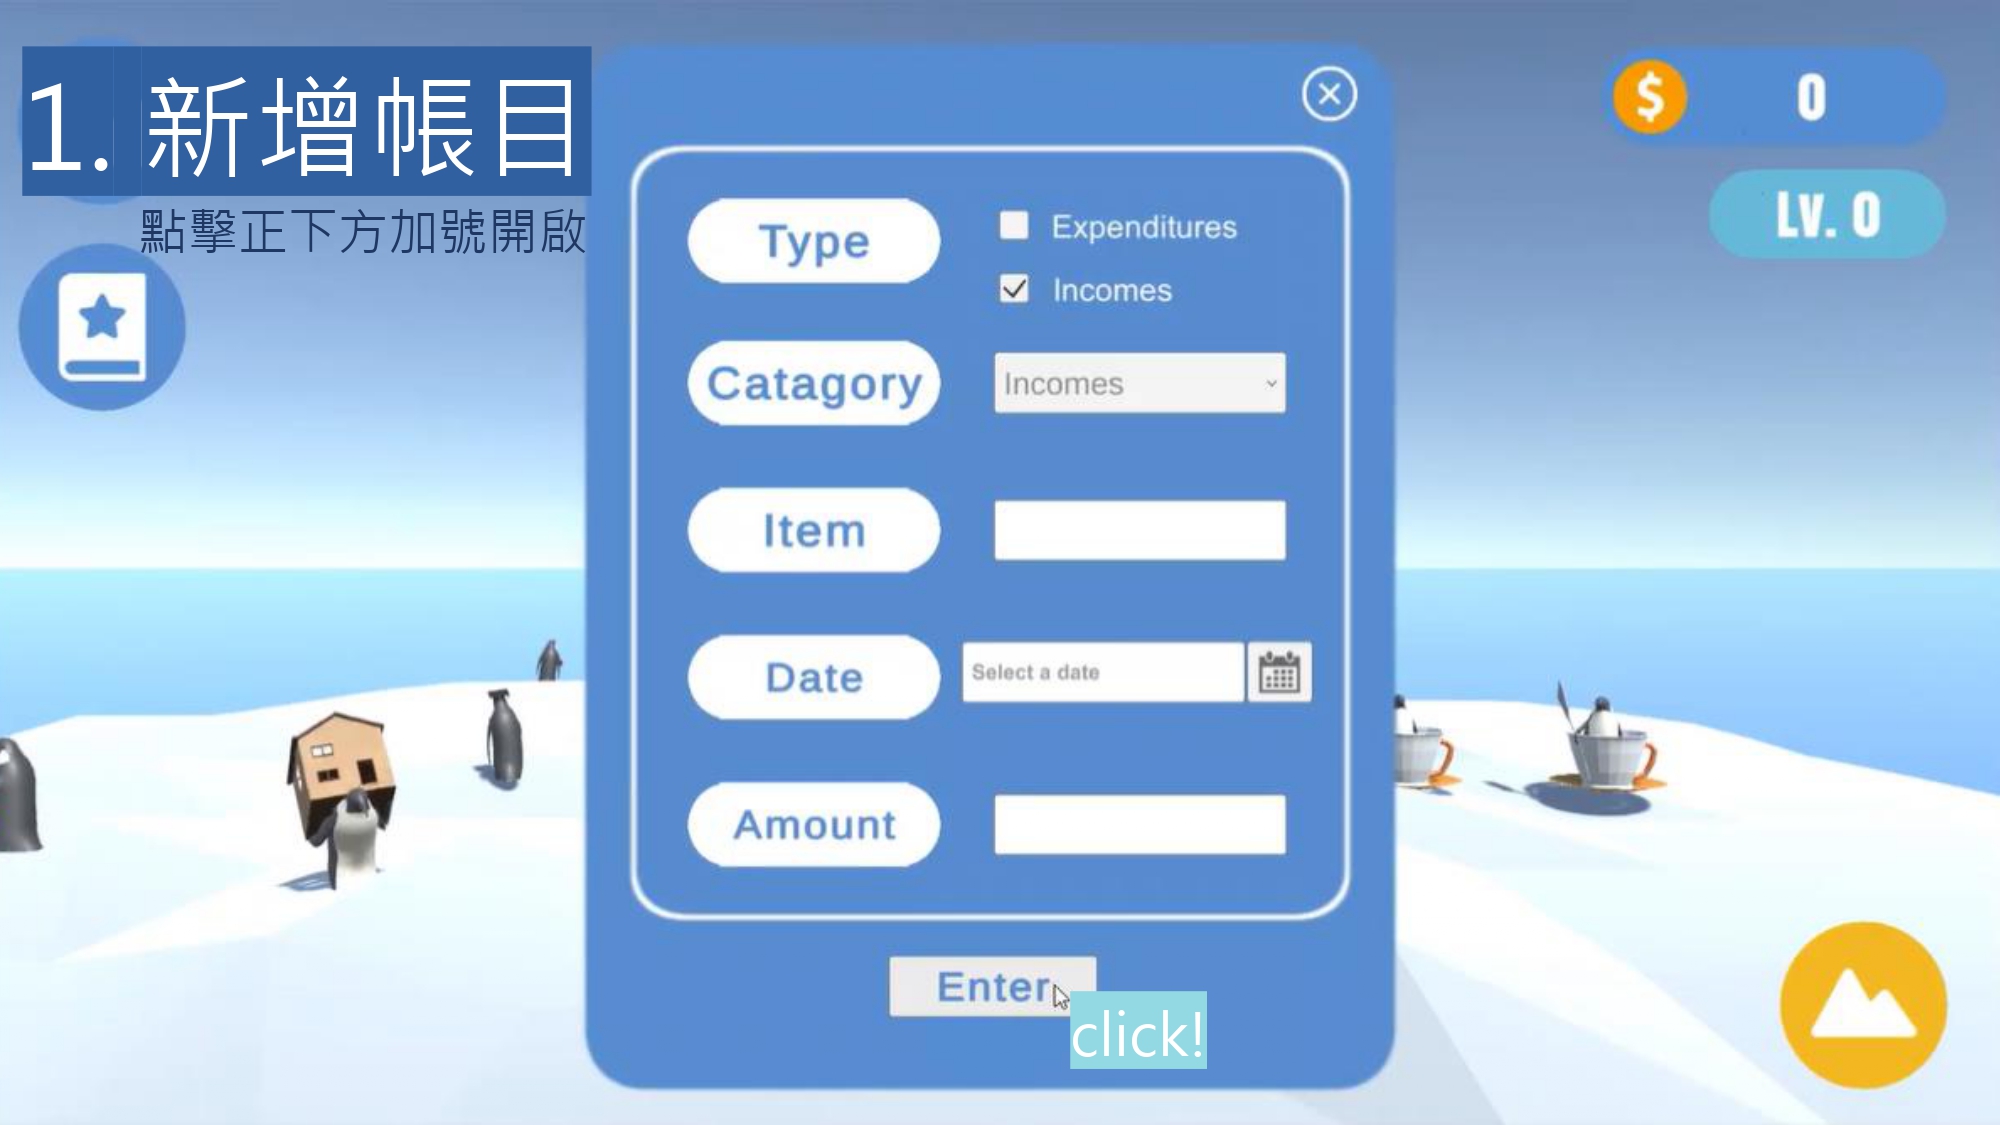 1. 新增帳目
點擊正下方加號開啟
$ 0
LV. 0
Type
Expenditures
Incomes
Catagory
Incomes
Item
Date
Select a date
Amount
Enter
click!